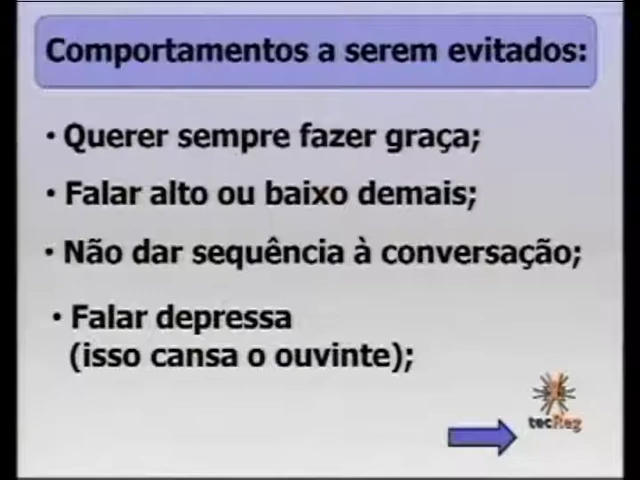 Comportamentos a serem evitados:
• Querer sempre fazer graça;
• Falar alto ou baixo demais;
• Não dar sequência à conversação;
• Falar depressa
(isso cansa o ouvinte);
tecReg